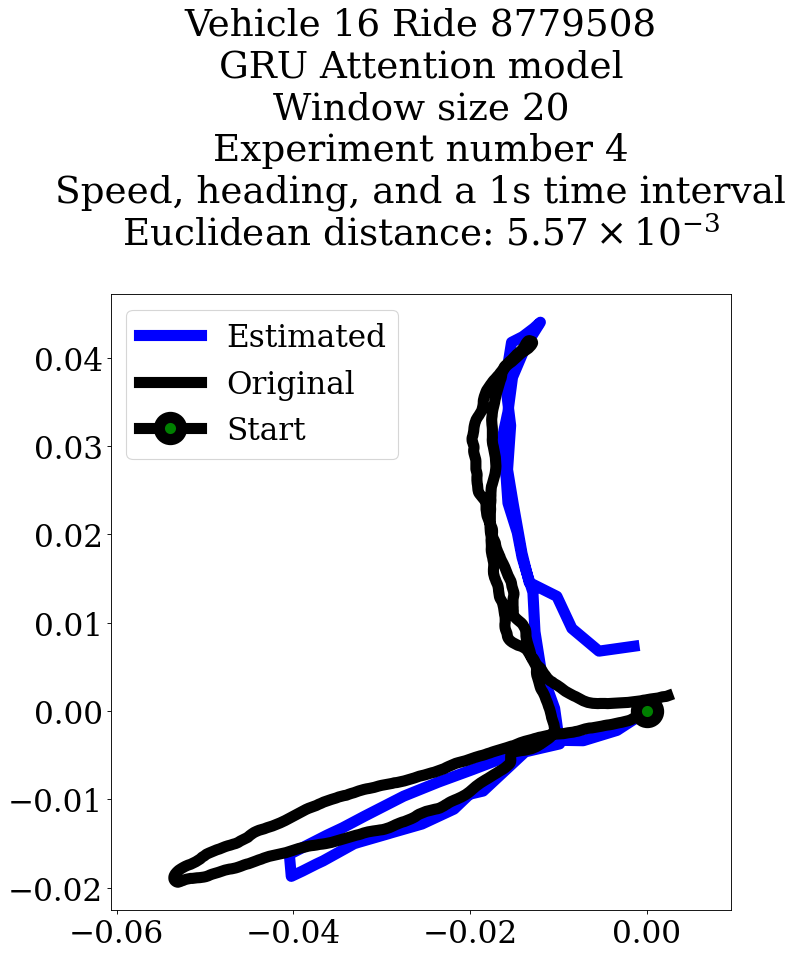 Vehicle 16 Ride 8779508
GRU Attention model
Window size 20
Experiment number 4
Speed, heading, and a 1s time interval
Euclidean distance: 5.57 × 10⁻³
Estimated
Original
Start
0.04
0.03
0.02
0.01
0.00
−0.01
−0.02
−0.06
−0.04
−0.02
0.00